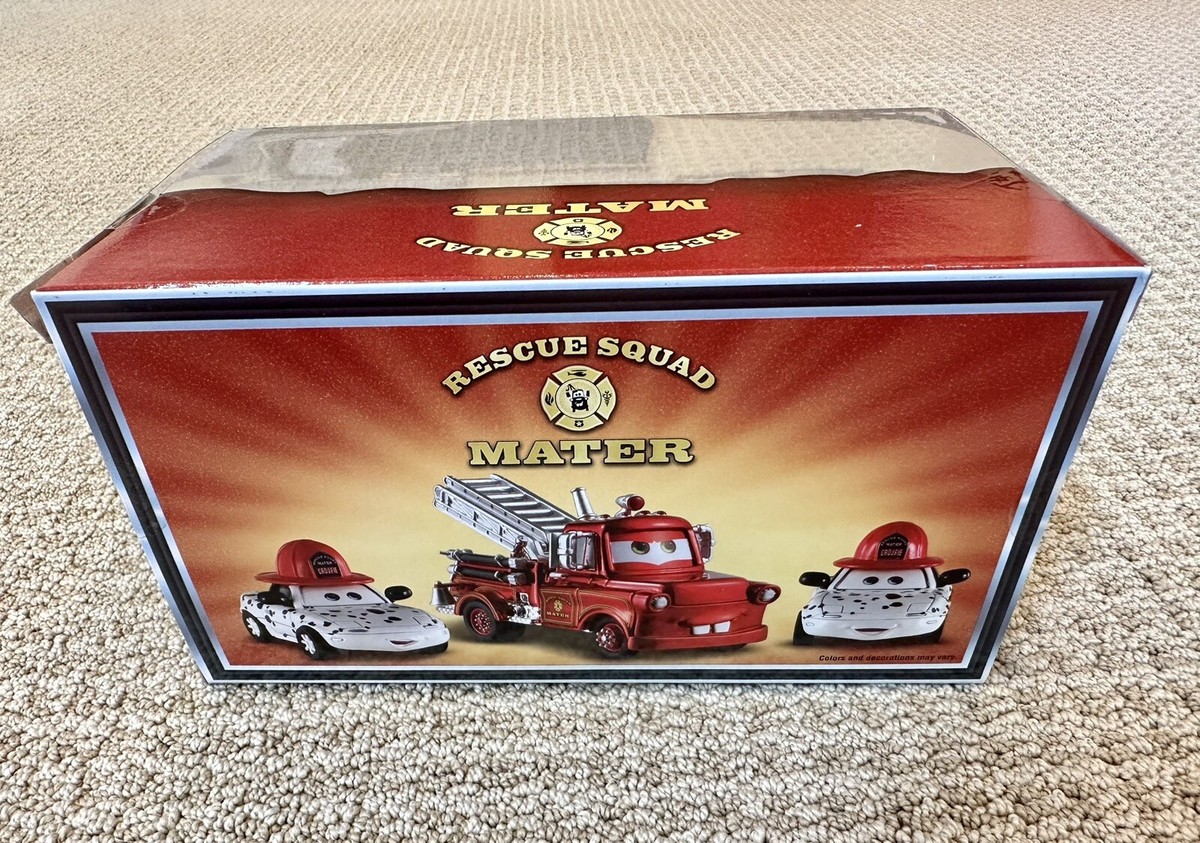 MATER
RESCUE SQUAD
RESCUE SQUAD
MATER
MATER
Colors and decorations may vary.